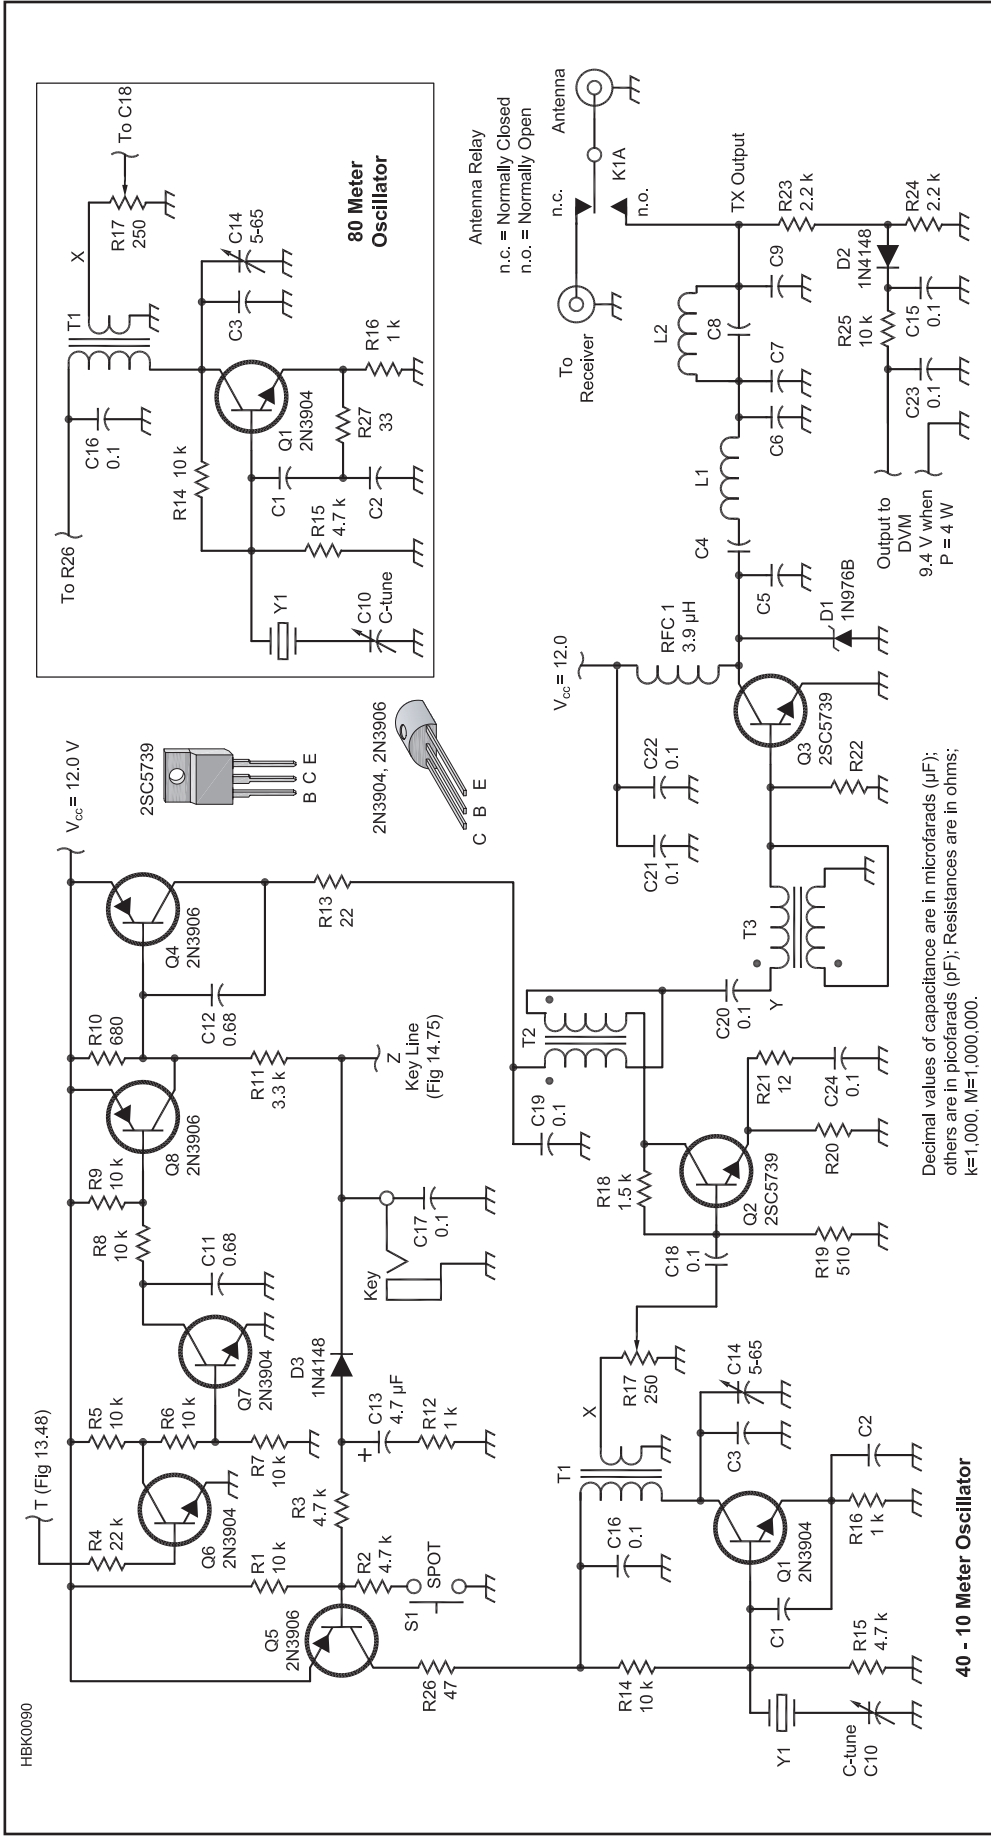 HBK0090
T (Fig 13.48)
V_cc = 12.0 V
R4
22 k
R5
10 k
R6
10 k
R7
10 k
Q6
2N3904
Q7
2N3904
R8
10 k
R9
10 k
C11
0.68
Q8
2N3906
R10
680
R11
3.3 k
C12
0.68
Q4
2N3906
R13
22
Z
Key Line
(Fig 14.75)
R1
10 k
Q5
2N3906
R2
4.7 k
S1
SPOT
R3
4.7 k
C13
4.7 µF
+
R12
1 k
D3
1N4148
Key
C17
0.1
R26
47
2SC5739
B C E
2N3904, 2N3906
C B E
To R26
C16
0.1
T1
X
R17
250
To C18
R14 10 k
C3
C14
5-65
Q1
2N3904
C1
R27
33
R16
1 k
R15
4.7 k
C2
Y1
C10
C-tune
80 Meter
Oscillator
T1
X
C16
0.1
R17
250
C18
0.1
R14
10 k
C3
C14
5-65
Q1
2N3904
C1
R15
4.7 k
R16
1 k
C2
Y1
C-tune
C10
40 - 10 Meter Oscillator
C19
0.1
T2
R18
1.5 k
Q2
2SC5739
R19
510
R20
R21
12
C24
0.1
C20
0.1
Y
T3
C21
0.1
C22
0.1
V_cc = 12.0
RFC 1
3.9 µH
Q3
2SC5739
R22
D1
1N976B
C5
C4
L1
C6
C7
L2
C8
C9
TX Output
To
Receiver
Antenna Relay
n.c. = Normally Closed
n.o. = Normally Open
n.c.
n.o.
K1A
Antenna
R23
2.2 k
R24
2.2 k
D2
1N4148
R25
10 k
C15
0.1
C23
0.1
Output to
DVM
9.4 V when
P = 4 W
Decimal values of capacitance are in microfarads (µF);
others are in picofarads (pF); Resistances are in ohms;
k=1,000, M=1,000,000.